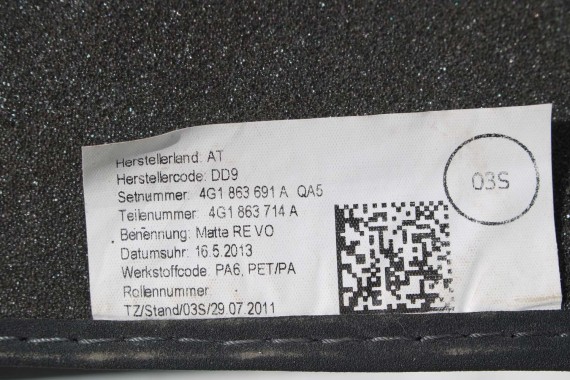 Herstellerland: AT
Herstellercode: DD9
Setnummer: 4G1 863 691 A QA5
Teilenummer: 4G1 863 714 A
Benennung: Matta RE VO
Datumsuhr: 16.5.2013
Werkstoffcode: PA6, PET/PA
Rollennummer:
TZ/Stand/03S/29.07.2011
03S